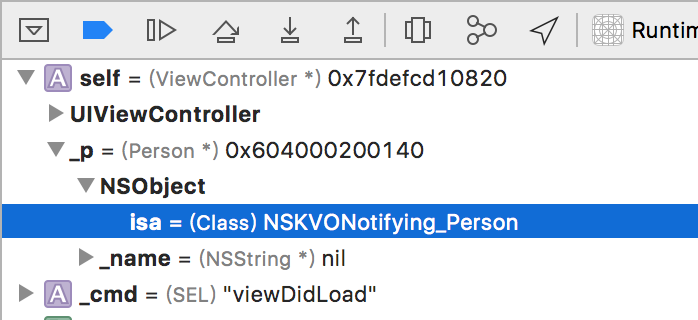 Runtim
A self = (ViewController *) 0x7fdefcd10820
UIViewController
_p = (Person *) 0x604000200140
NSObject
isa = (Class) NSKVONotifying_Person
_name = (NSString *) nil
A _cmd = (SEL) "viewDidLoad"